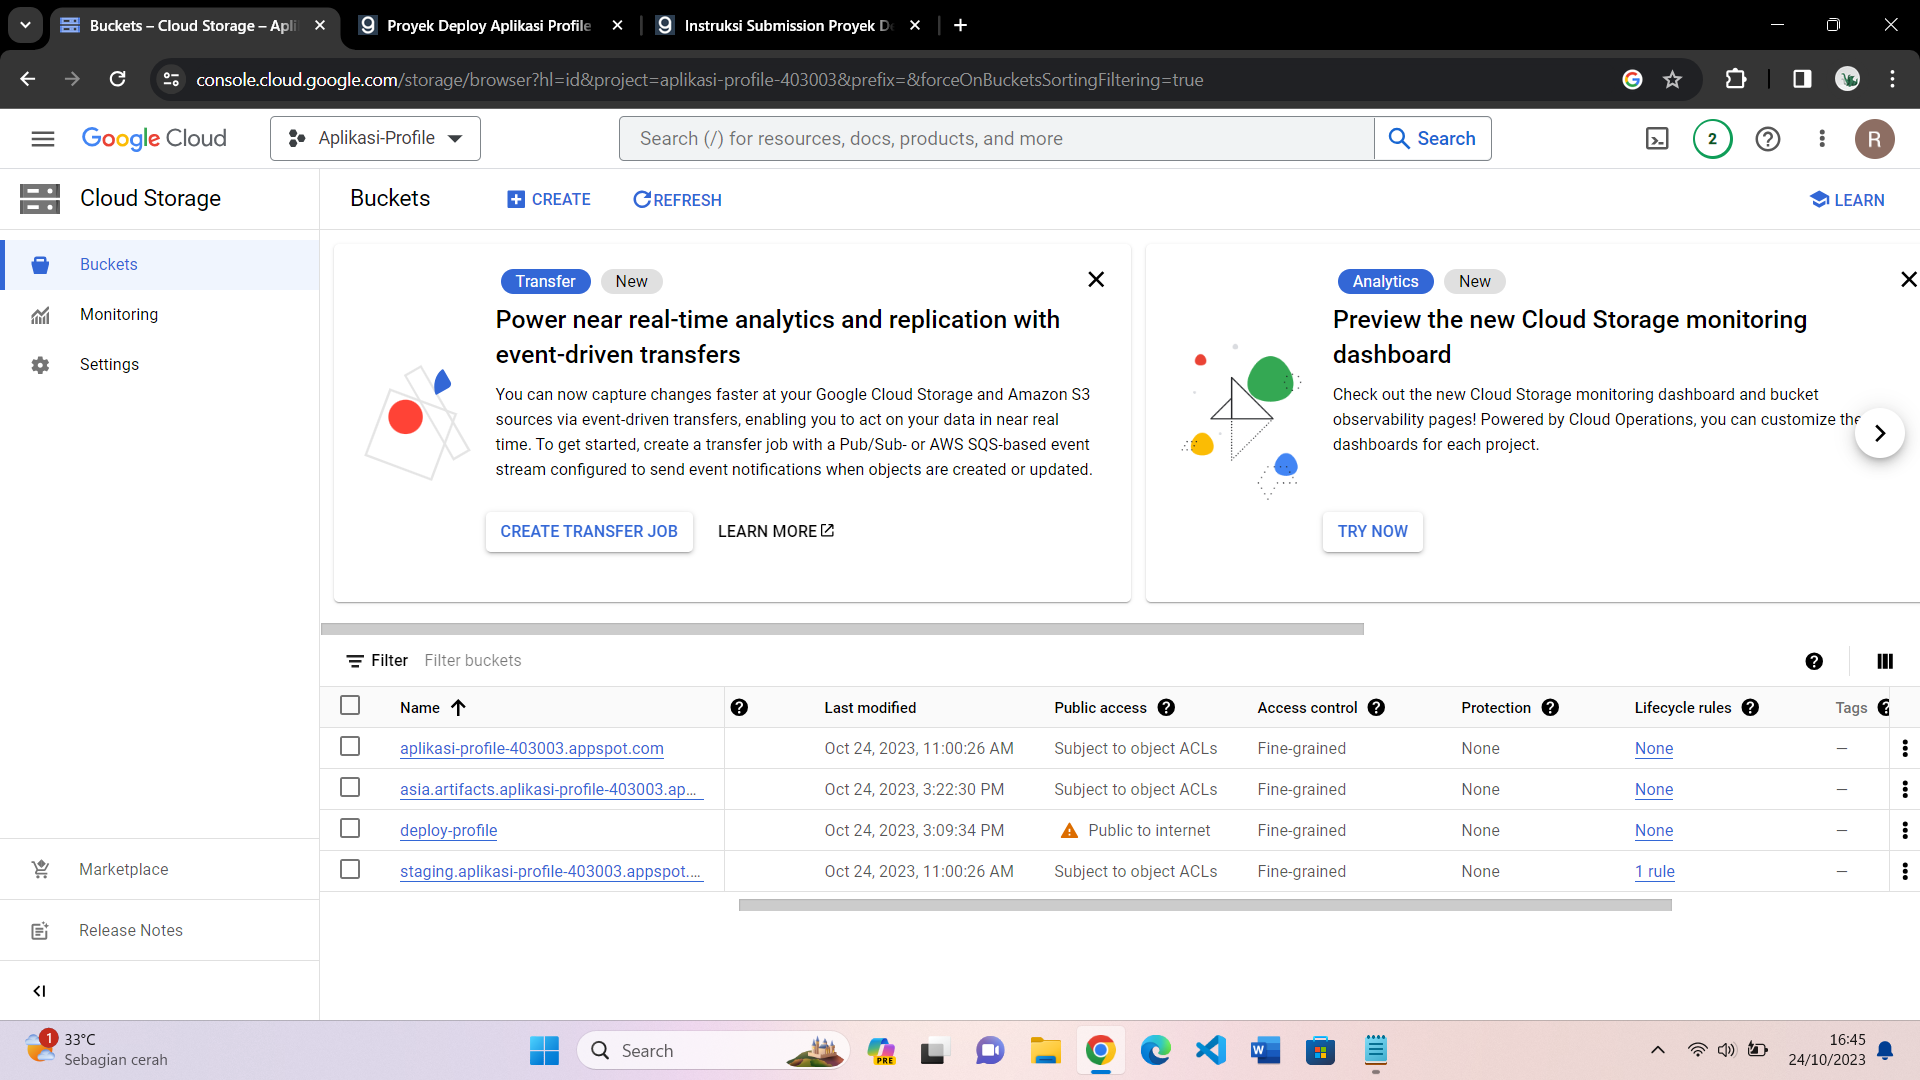 Buckets – Cloud Storage – Apli
Proyek Deploy Aplikasi Profile
Instruksi Submission Proyek De
console.cloud.google.com/storage/browser?hl=id&project=aplikasi-profile-403003&prefix=&forceOnBucketsSortingFiltering=true
Google Cloud
Aplikasi-Profile
Search (/) for resources, docs, products, and more
Search
2
R
Cloud Storage
Buckets
CREATE
REFRESH
LEARN
Buckets
Monitoring
Settings
Marketplace
Release Notes
Transfer
New
Power near real-time analytics and replication with
event-driven transfers
You can now capture changes faster at your Google Cloud Storage and Amazon S3
sources via event-driven transfers, enabling you to act on your data in near real
time. To get started, create a transfer job with a Pub/Sub- or AWS SQS-based event
stream configured to send event notifications when objects are created or updated.
CREATE TRANSFER JOB
LEARN MORE
Analytics
New
Preview the new Cloud Storage monitoring
dashboard
Check out the new Cloud Storage monitoring dashboard and bucket
observability pages! Powered by Cloud Operations, you can customize the
dashboards for each project.
TRY NOW
Filter
Filter buckets
Name Last modified Public access Access control Protection Lifecycle rules Tags
aplikasi-profile-403003.appspot.com Oct 24, 2023, 11:00:26 AM Subject to object ACLs Fine-grained None None —
asia.artifacts.aplikasi-profile-403003.ap... Oct 24, 2023, 3:22:30 PM Subject to object ACLs Fine-grained None None —
deploy-profile Oct 24, 2023, 3:09:34 PM Public to internet Fine-grained None None —
staging.aplikasi-profile-403003.appspot.... Oct 24, 2023, 11:00:26 AM Subject to object ACLs Fine-grained None 1 rule —
1
33°C
Sebagian cerah
Search
PRE
16:45
24/10/2023